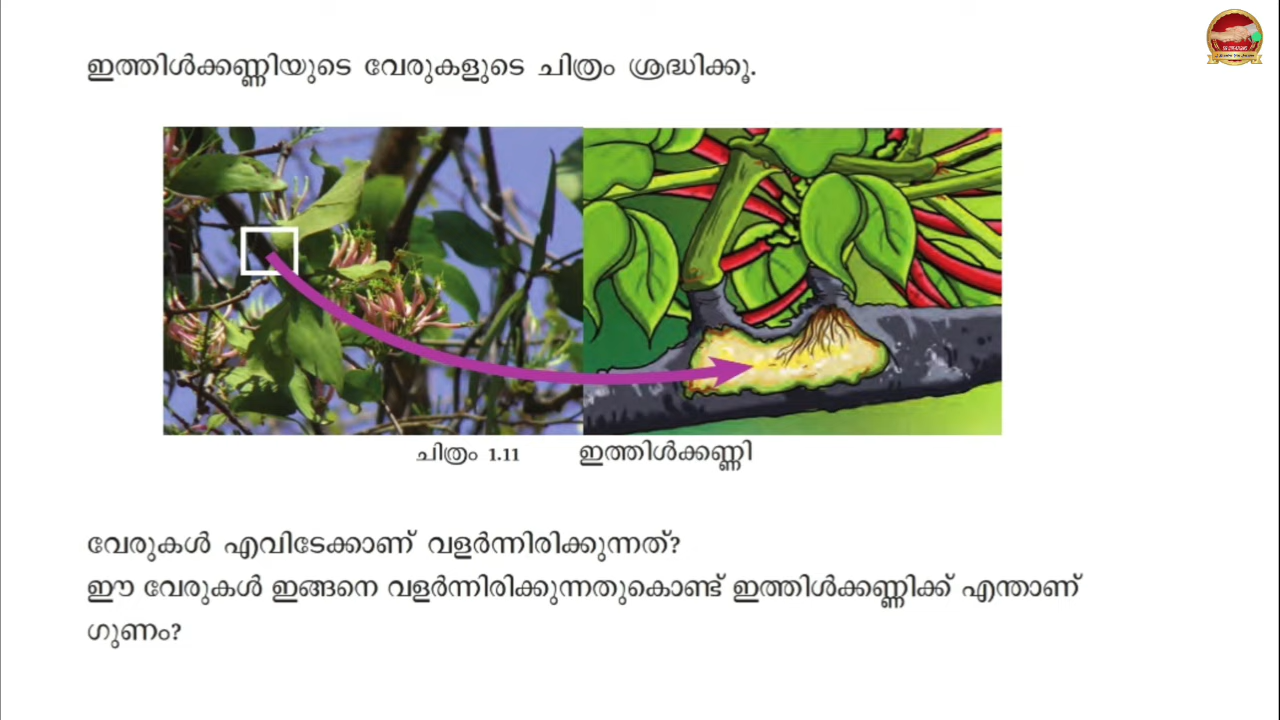 ഇത്തിൾക്കണ്ണിയുടെ വേരുകളുടെ ചിത്രം ശ്രദ്ധിക്കൂ.
ചിത്രം 1.11 ഇത്തിൾക്കണ്ണി
വേരുകൾ എവിടേക്കാണ് വളർന്നിരിക്കുന്നത്?
ഈ വേരുകൾ ഇങ്ങനെ വളർന്നിരിക്കുന്നതുകൊണ്ട് ഇത്തിൾക്കണ്ണിക്ക് എന്താണ്
ഗുണം?